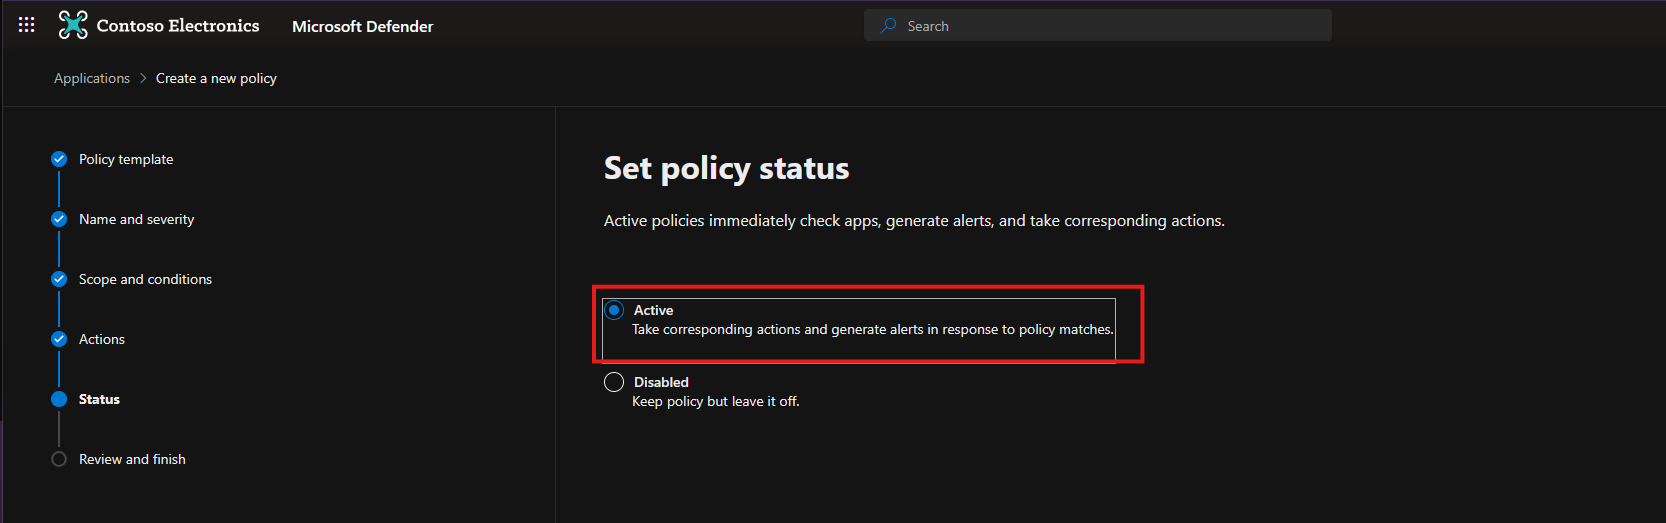 Contoso Electronics
Microsoft Defender
Search
Applications
Create a new policy
Policy template
Name and severity
Scope and conditions
Actions
Status
Review and finish
Set policy status
Active policies immediately check apps, generate alerts, and take corresponding actions.
Active
Take corresponding actions and generate alerts in response to policy matches.
Disabled
Keep policy but leave it off.